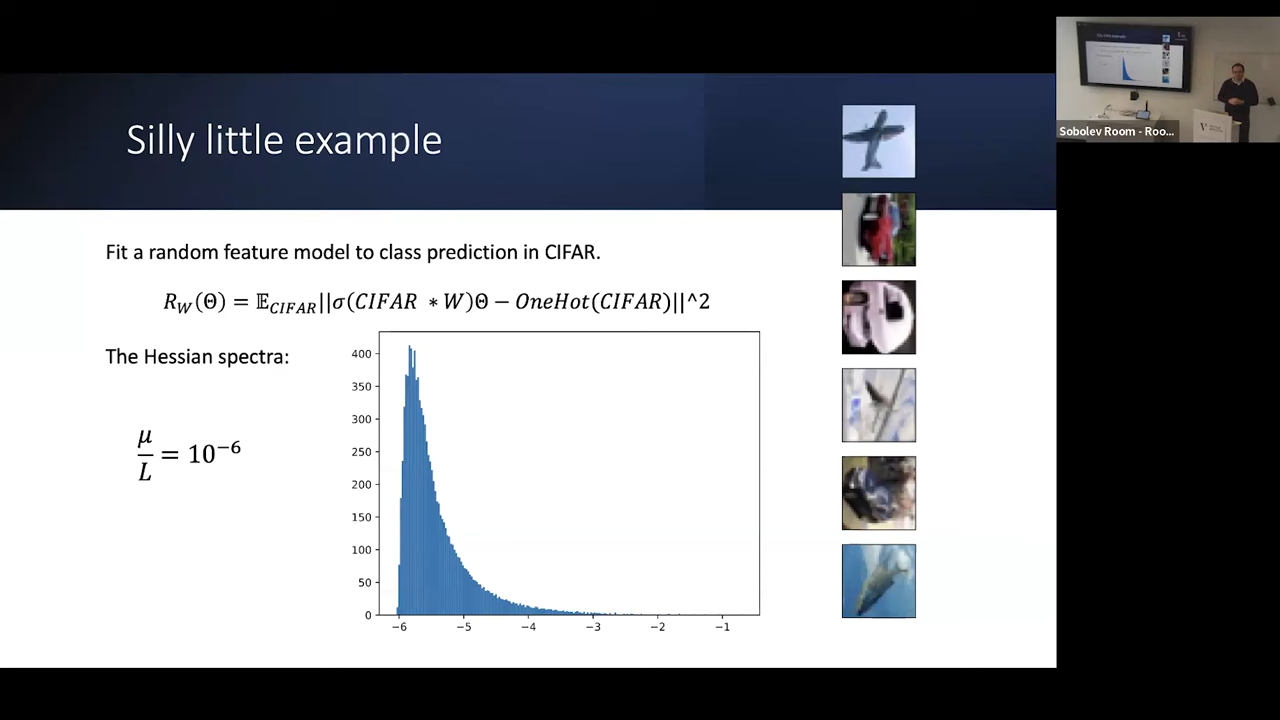 Silly little example
Fit a random feature model to class prediction in CIFAR.
R_W(Θ) = 𝔼_CIFAR||σ(CIFAR ∗ W)Θ − OneHot(CIFAR)||^2
The Hessian spectra:
μ/L = 10⁻⁶
400
350
300
250
200
150
100
50
0
−6 −5 −4 −3 −2 −1
Sobolev Room - Roo...